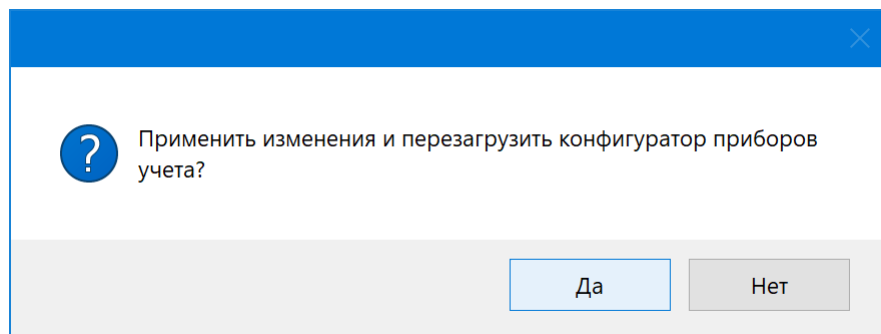 Применить изменения и перезагрузить конфигуратор приборов
учета?
Да
Нет